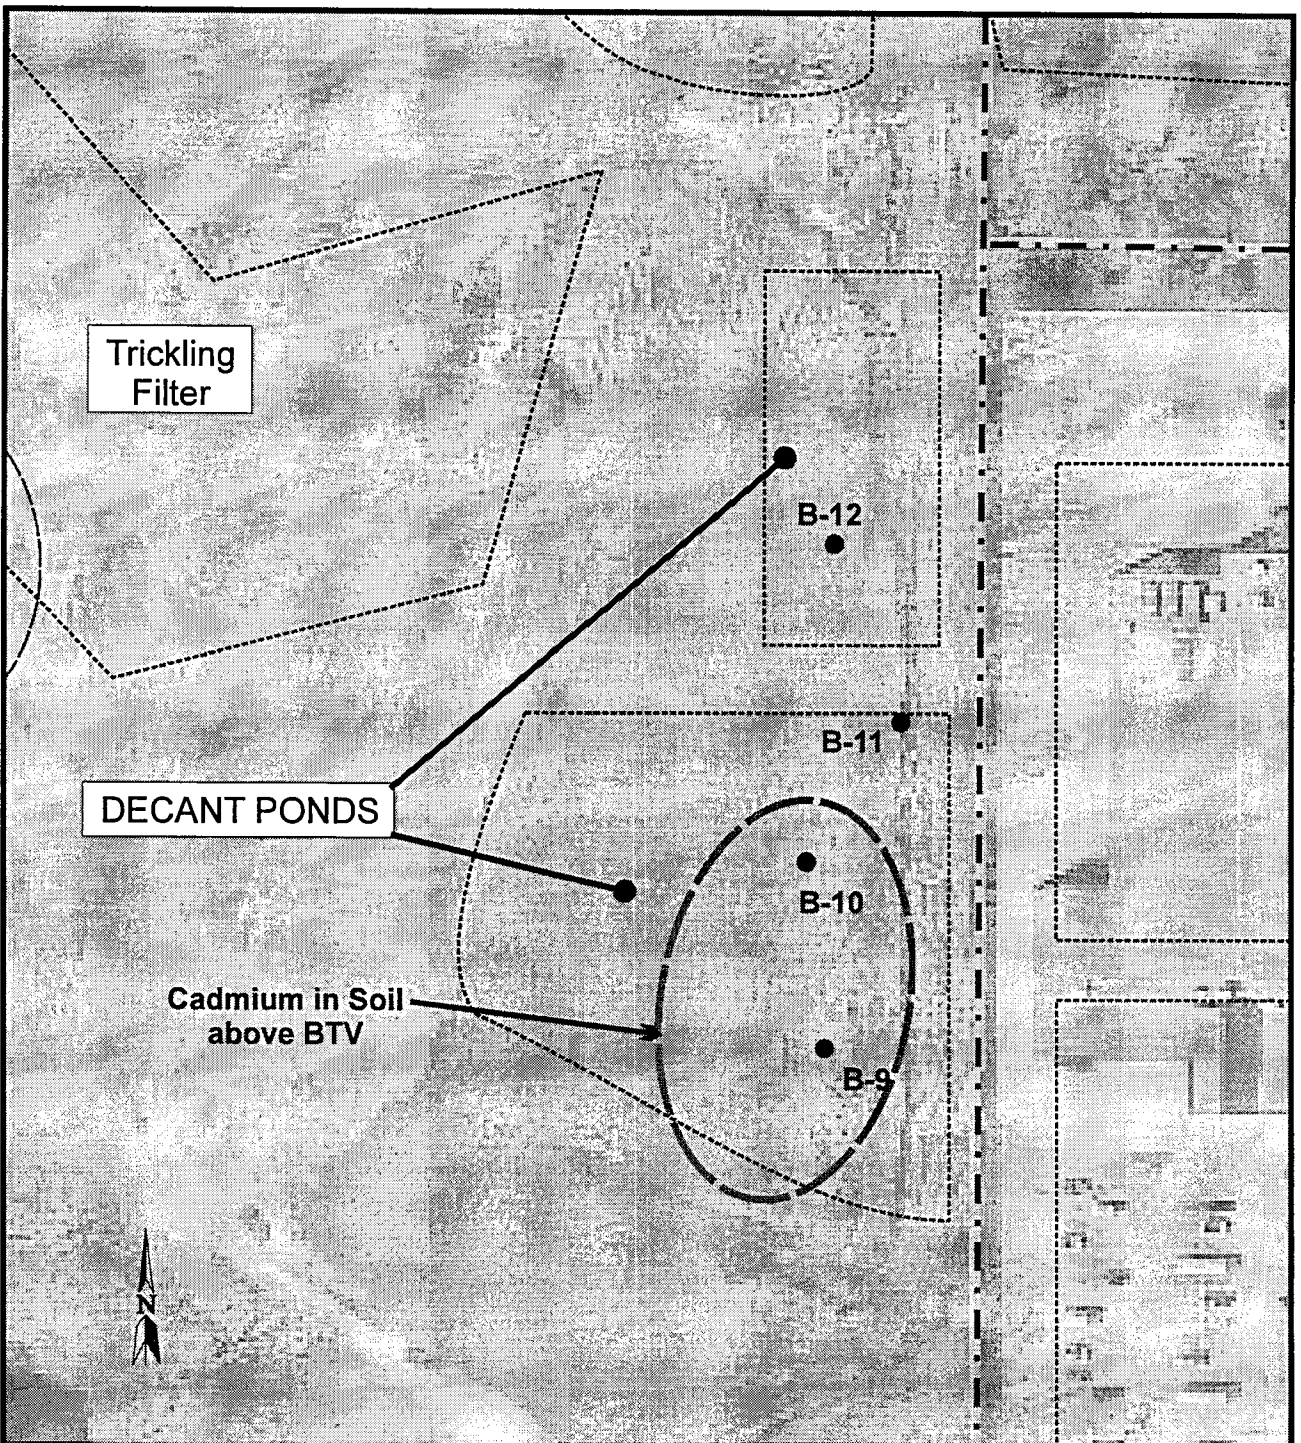 Trickling
Filter
B-12
B-11
DECANT PONDS
B-10
Cadmium in Soil
above BTV
B-9
N